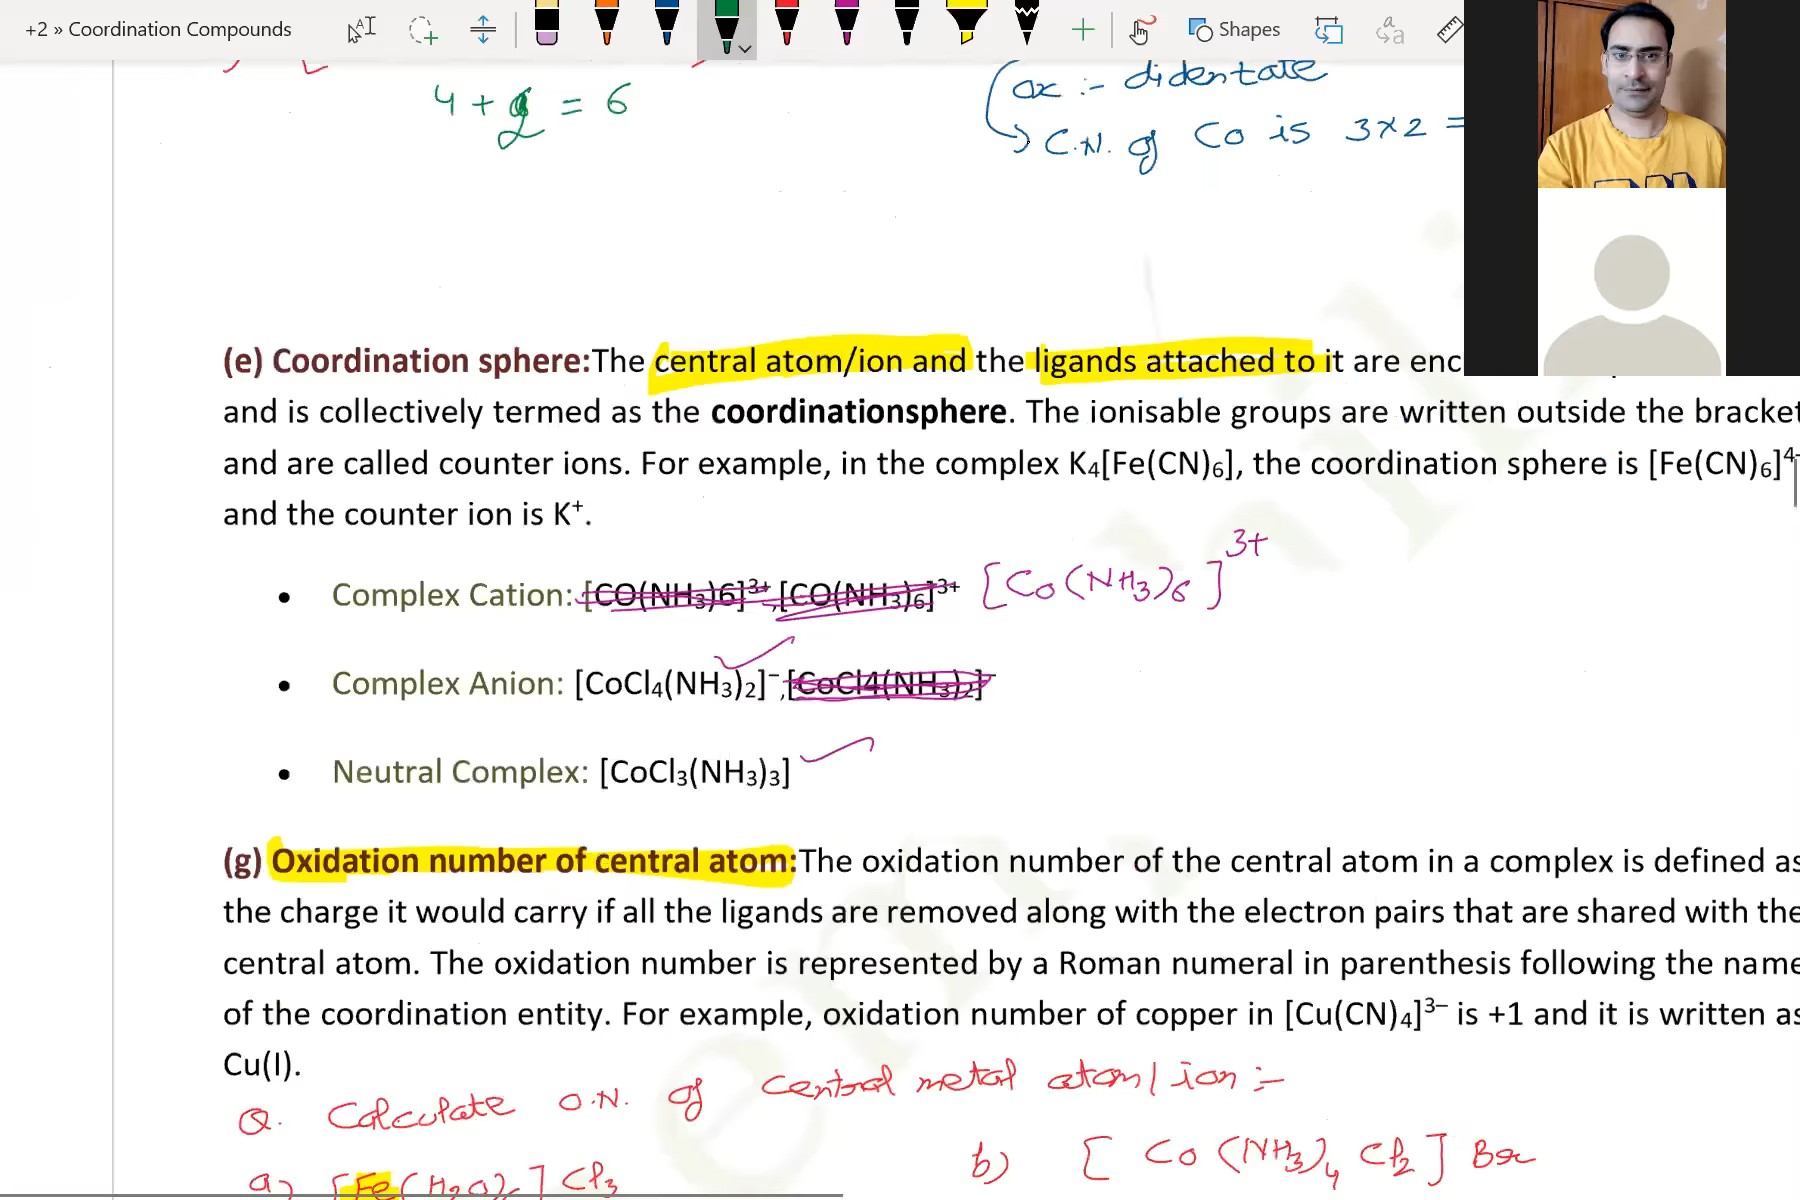 +2 » Coordination Compounds
Shapes
4 + 2 = 6
ox :- didentate
→ C.N. of Co is 3×2 =
(e) Coordination sphere:The central atom/ion and the ligands attached to it are enc
and is collectively termed as the coordinationsphere. The ionisable groups are written outside the bracket
and are called counter ions. For example, in the complex K₄[Fe(CN)₆], the coordination sphere is [Fe(CN)₆]⁴⁻
and the counter ion is K⁺.
• Complex Cation: [CO(NH₃)6]³⁺,[CO(NH₃)₆]³⁺ [Co(NH₃)₆]³⁺
• Complex Anion: [CoCl₄(NH₃)₂]⁻,[CoCl4(NH₃)₂]⁻
• Neutral Complex: [CoCl₃(NH₃)₃]
(g) Oxidation number of central atom:The oxidation number of the central atom in a complex is defined as
the charge it would carry if all the ligands are removed along with the electron pairs that are shared with the
central atom. The oxidation number is represented by a Roman numeral in parenthesis following the name
of the coordination entity. For example, oxidation number of copper in [Cu(CN)₄]³⁻ is +1 and it is written as
Cu(I).
Q. Calculate O.N. of central metal atom/ion :-
a) [Fe(H₂O)₆]Cl₃
b) [Co(NH₃)₄Cl₂]Br